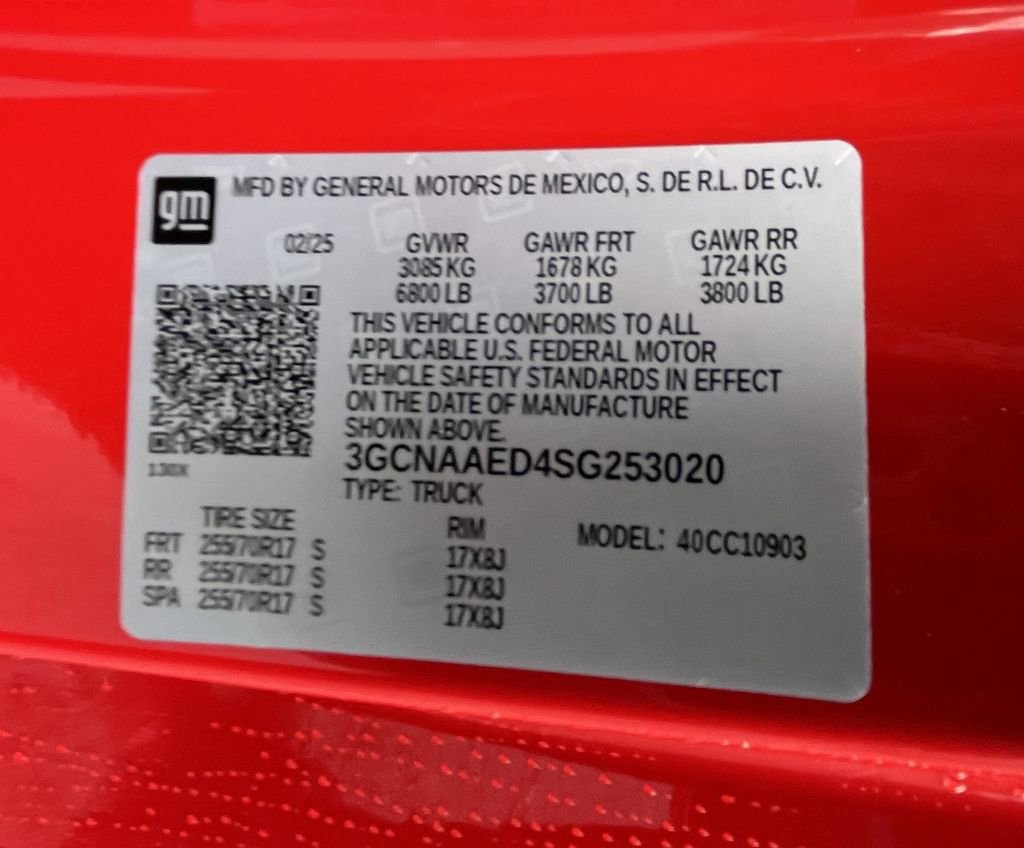 gm MFD BY GENERAL MOTORS DE MEXICO, S. DE R.L. DE C.V.
02/25 GVWR GAWR FRT GAWR RR
3085 KG 1678 KG 1724 KG
6800 LB 3700 LB 3800 LB
THIS VEHICLE CONFORMS TO ALL
APPLICABLE U.S. FEDERAL MOTOR
VEHICLE SAFETY STANDARDS IN EFFECT
ON THE DATE OF MANUFACTURE
SHOWN ABOVE.
3GCNAAED4SG253020
TYPE: TRUCK
TIRE SIZE RIM MODEL: 40CC10903
FRT 255/70R17 S 17X8J
RR 255/70R17 S 17X8J
SPA 255/70R17 S 17X8J